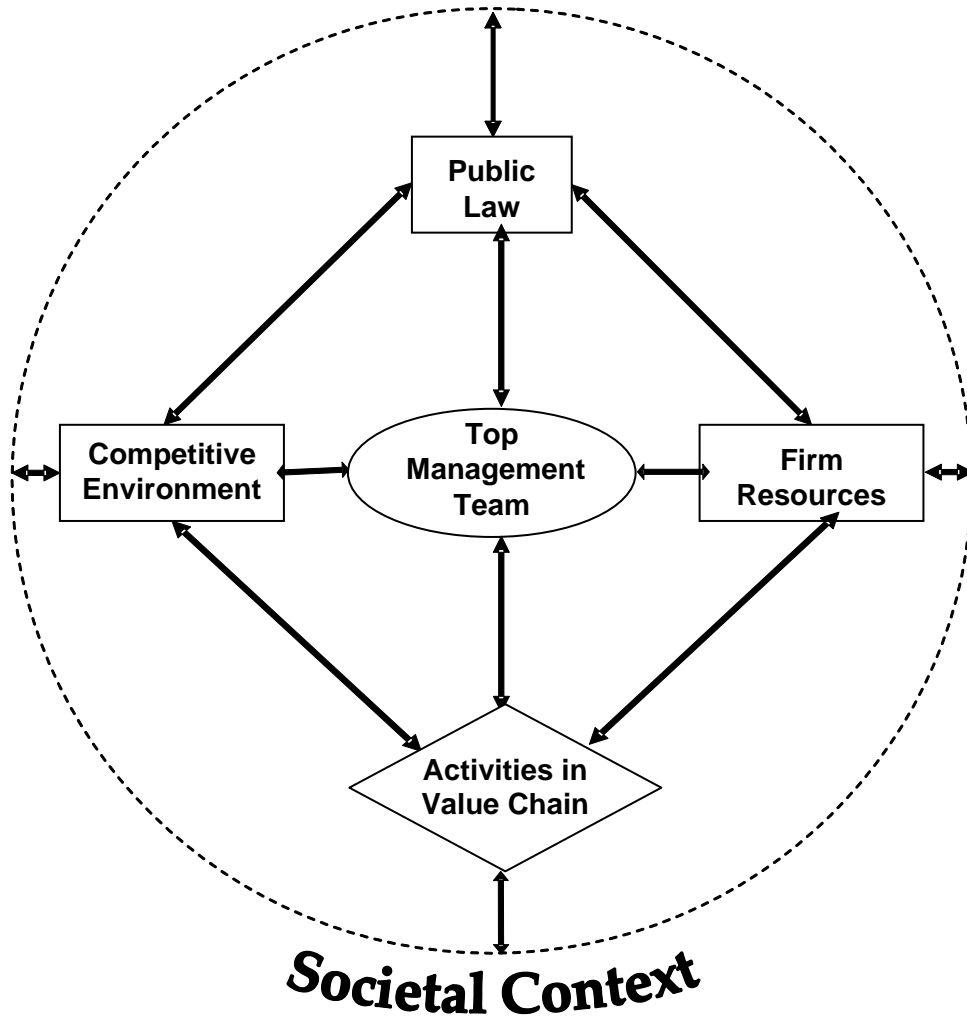 Public
Law
Competitive
Environment
Top
Management
Team
Firm
Resources
Activities in
Value Chain
Societal Context